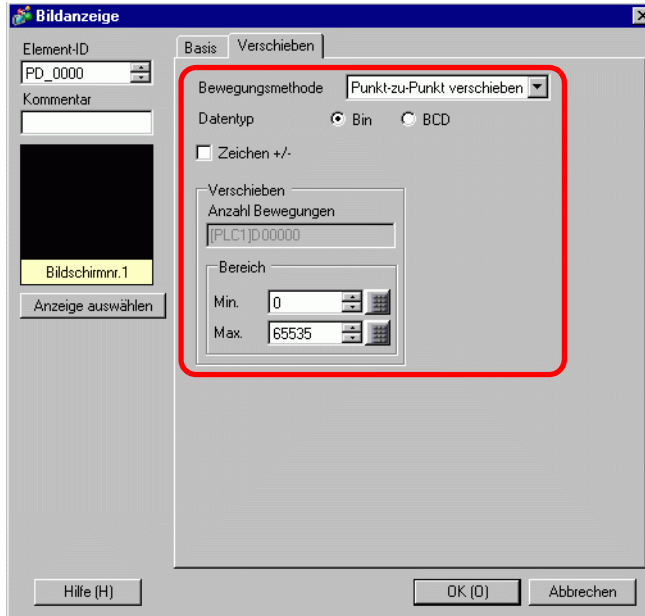 Bildanzeige
Element-ID
PD_0000
Kommentar
Bildschirmnr.1
Anzeige auswählen
Basis Verschieben
Bewegungsmethode Punkt-zu-Punkt verschieben
Datentyp Bin BCD
Zeichen +/-
Verschieben
Anzahl Bewegungen
[PLC1]D00000
Bereich
Min. 0
Max. 65535
Hilfe (H) OK (O) Abbrechen